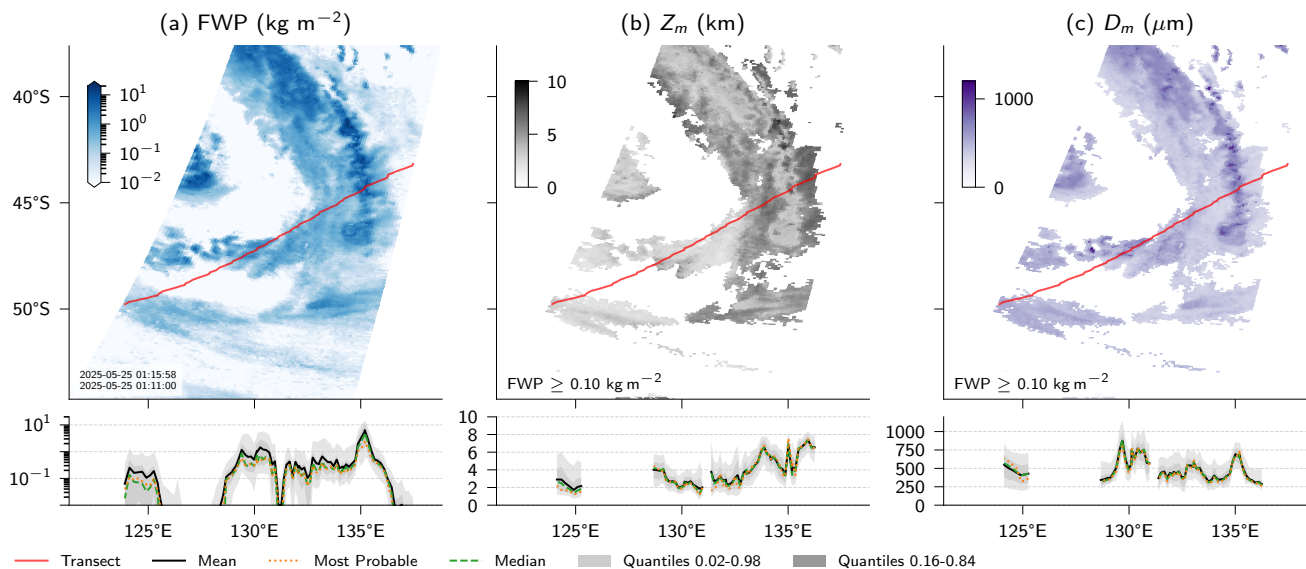 (a) FWP (kg m⁻²)
(b) Zₘ (km)
(c) Dₘ (μm)
40°S
45°S
50°S
10¹
10⁰
10⁻¹
10⁻²
10
5
0
1000
0
2025-05-25 01:15:58
2025-05-25 01:11:00
FWP ≥ 0.10 kg m⁻²
FWP ≥ 0.10 kg m⁻²
10¹
10⁻¹
10
8
6
4
2
0
1000
750
500
250
0
125°E 130°E 135°E
125°E 130°E 135°E
125°E 130°E 135°E
Transect Mean Most Probable Median Quantiles 0.02-0.98 Quantiles 0.16-0.84